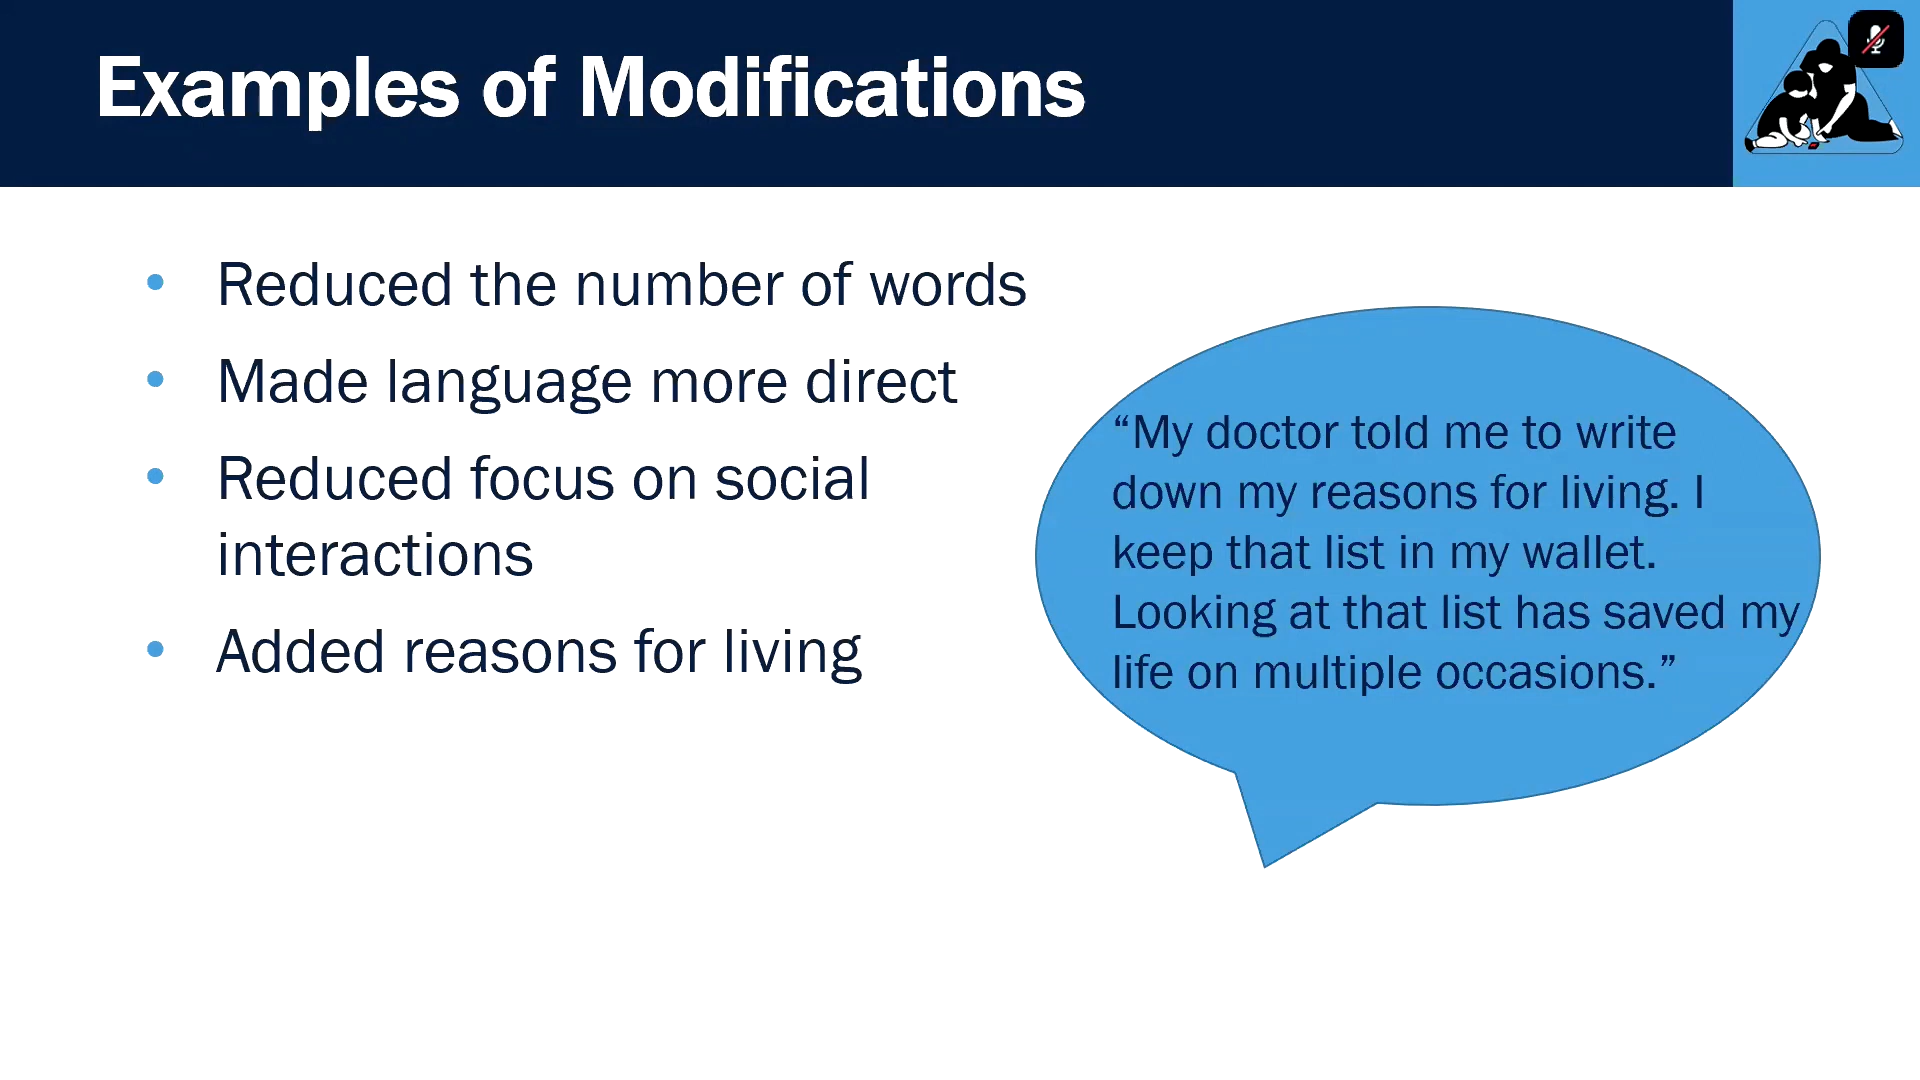 Examples of Modifications
• Reduced the number of words
• Made language more direct
• Reduced focus on social
interactions
• Added reasons for living
“My doctor told me to write
down my reasons for living. I
keep that list in my wallet.
Looking at that list has saved my
life on multiple occasions.”